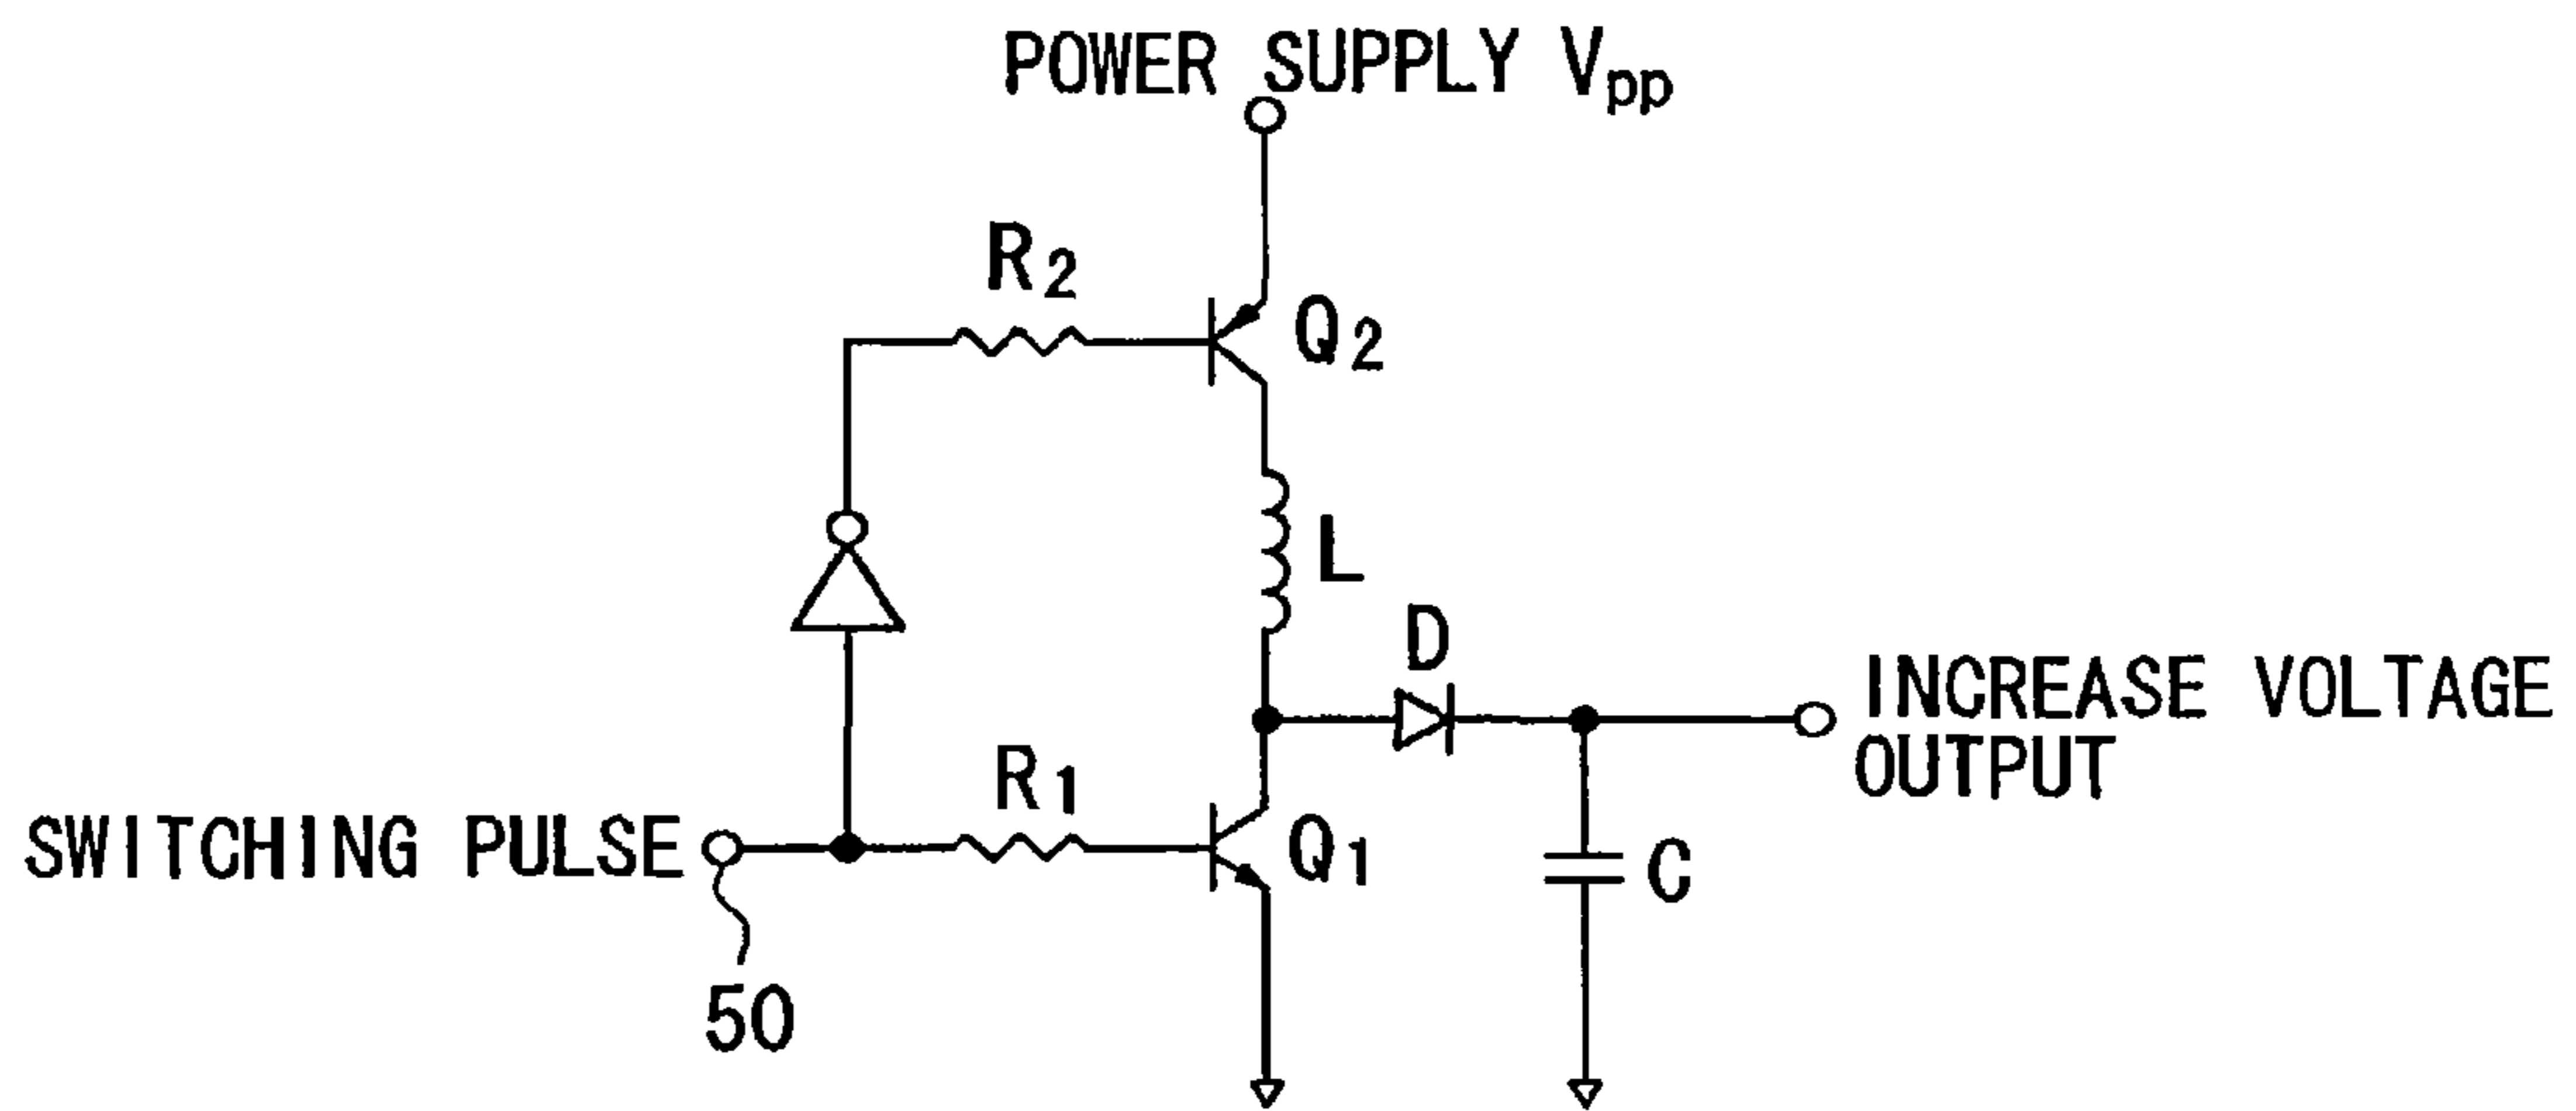 POWER SUPPLY Vpp
R2
Q2
L
D
INCREASE VOLTAGE
OUTPUT
R1
SWITCHING PULSE
Q1
C
50